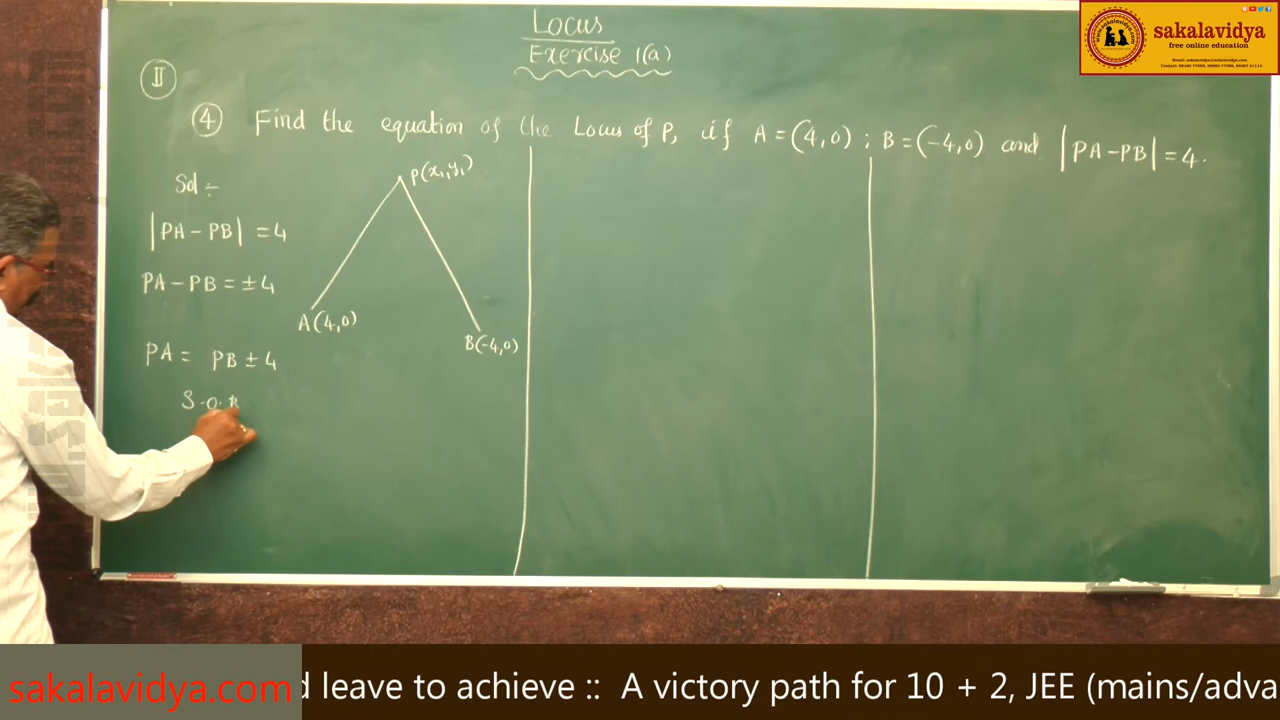 Locus
Exercise 1(a)
II
4 Find the equation of the Locus of P, if A = (4,0) ; B = (-4,0) and |PA-PB| = 4.
Sol :-
|PA - PB| = 4
PA - PB = ± 4
PA = PB ± 4
S.O.B
P(x₁,y₁)
A(4,0)
B(-4,0)
sakalavidya
free online education
sakalavidya.com
d leave to achieve :: A victory path for 10 + 2, JEE (mains/adva